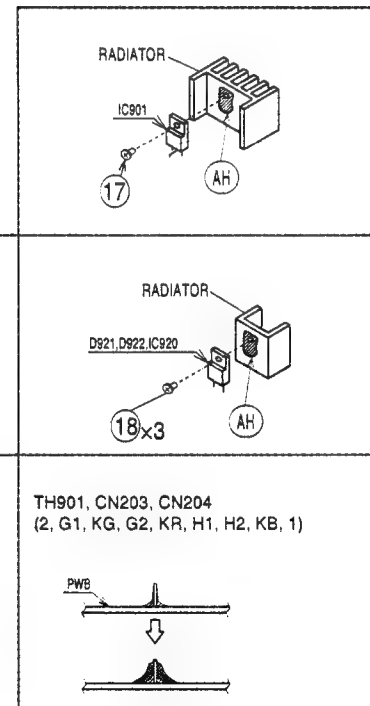 RADIATOR
IC901
17
AH
RADIATOR
D921,D922,IC920
18 ×3
AH
TH901, CN203, CN204
(2, G1, KG, G2, KR, H1, H2, KB, 1)
PWB